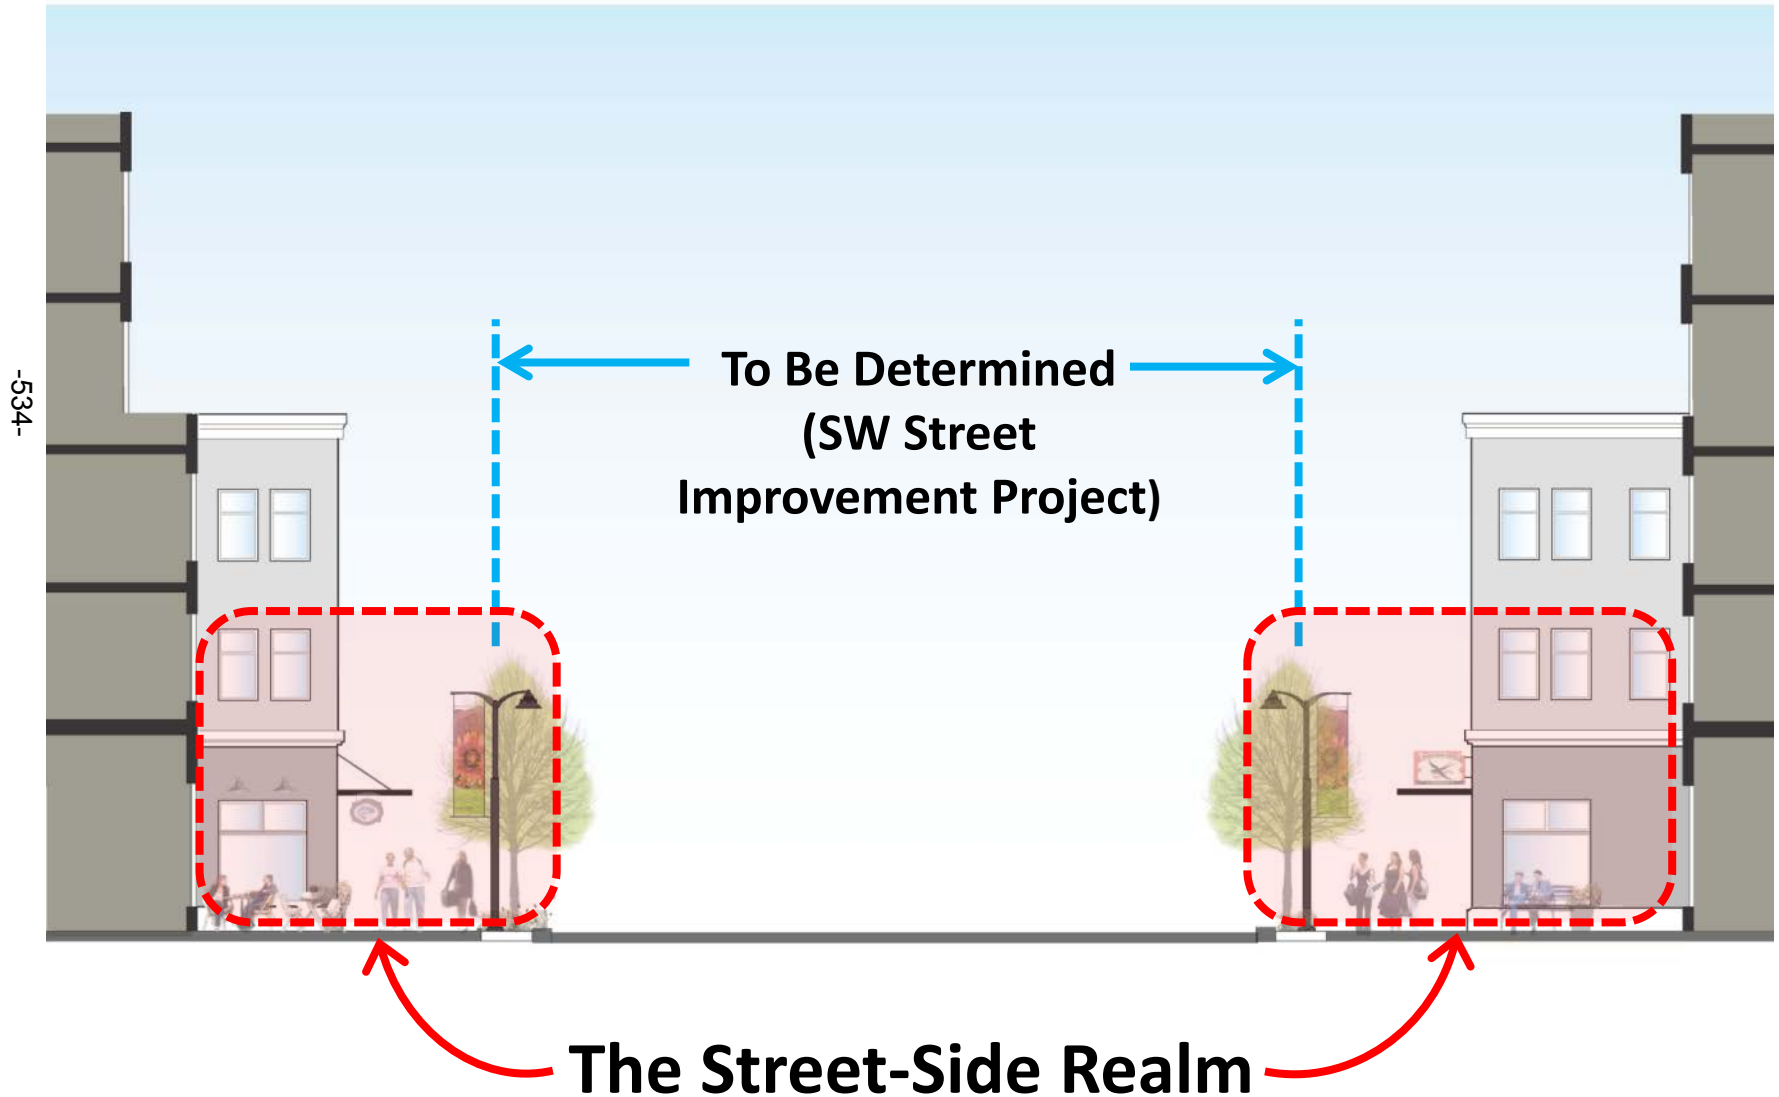 -534-
To Be Determined
(SW Street
Improvement Project)
The Street-Side Realm